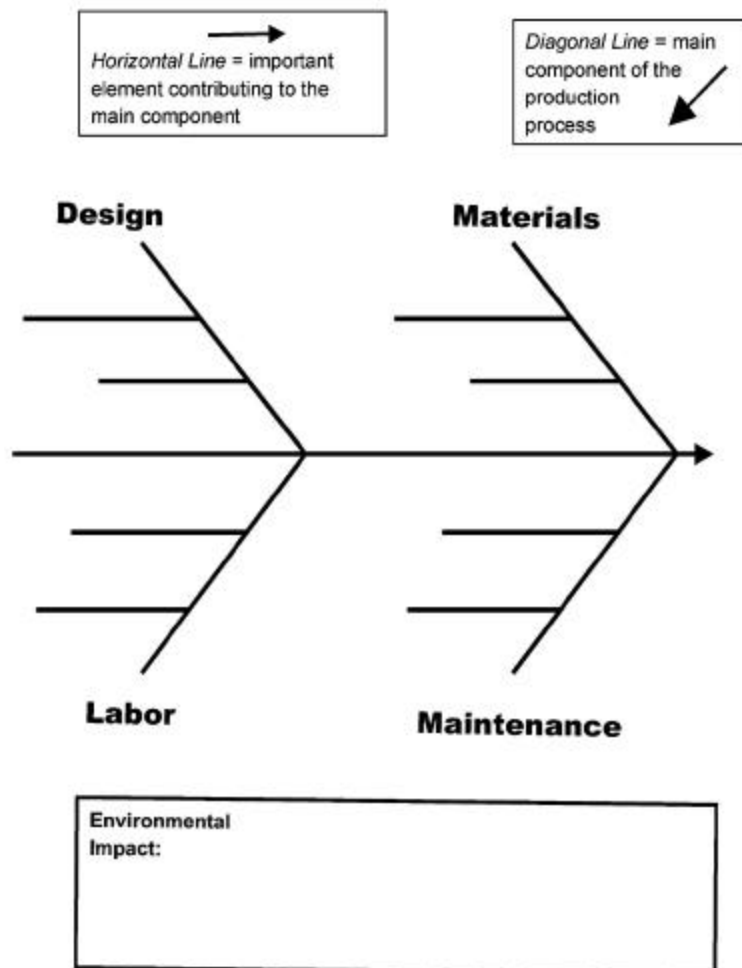 Horizontal Line = important
element contributing to the
main component
Diagonal Line = main
component of the
production
process
Design
Materials
Labor
Maintenance
Environmental
Impact: